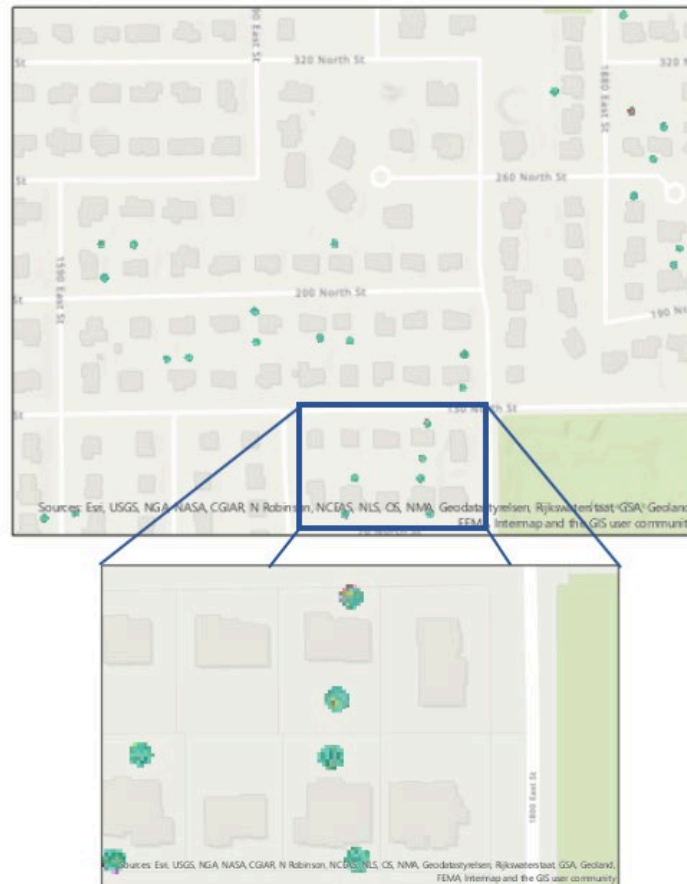 90 East St
320 North St
1880 East St
320 N
St
260 North St
St
1590 East St
200 North St
190 No
St
St
130 North St
Sources: Esri, USGS, NGA, NASA, CGIAR, N Robinson, NCEAS, NLS, OS, NMA, Geodatastyrelsen, Rijkswaterstaat, GSA, Geoland,
FEMA, Intermap and the GIS user community
1800 East St
Sources: Esri, USGS, NGA, NASA, CGIAR, N Robinson, NCEAS, NLS, OS, NMA, Geodatastyrelsen, Rijkswaterstaat, GSA, Geoland,
FEMA, Intermap and the GIS user community